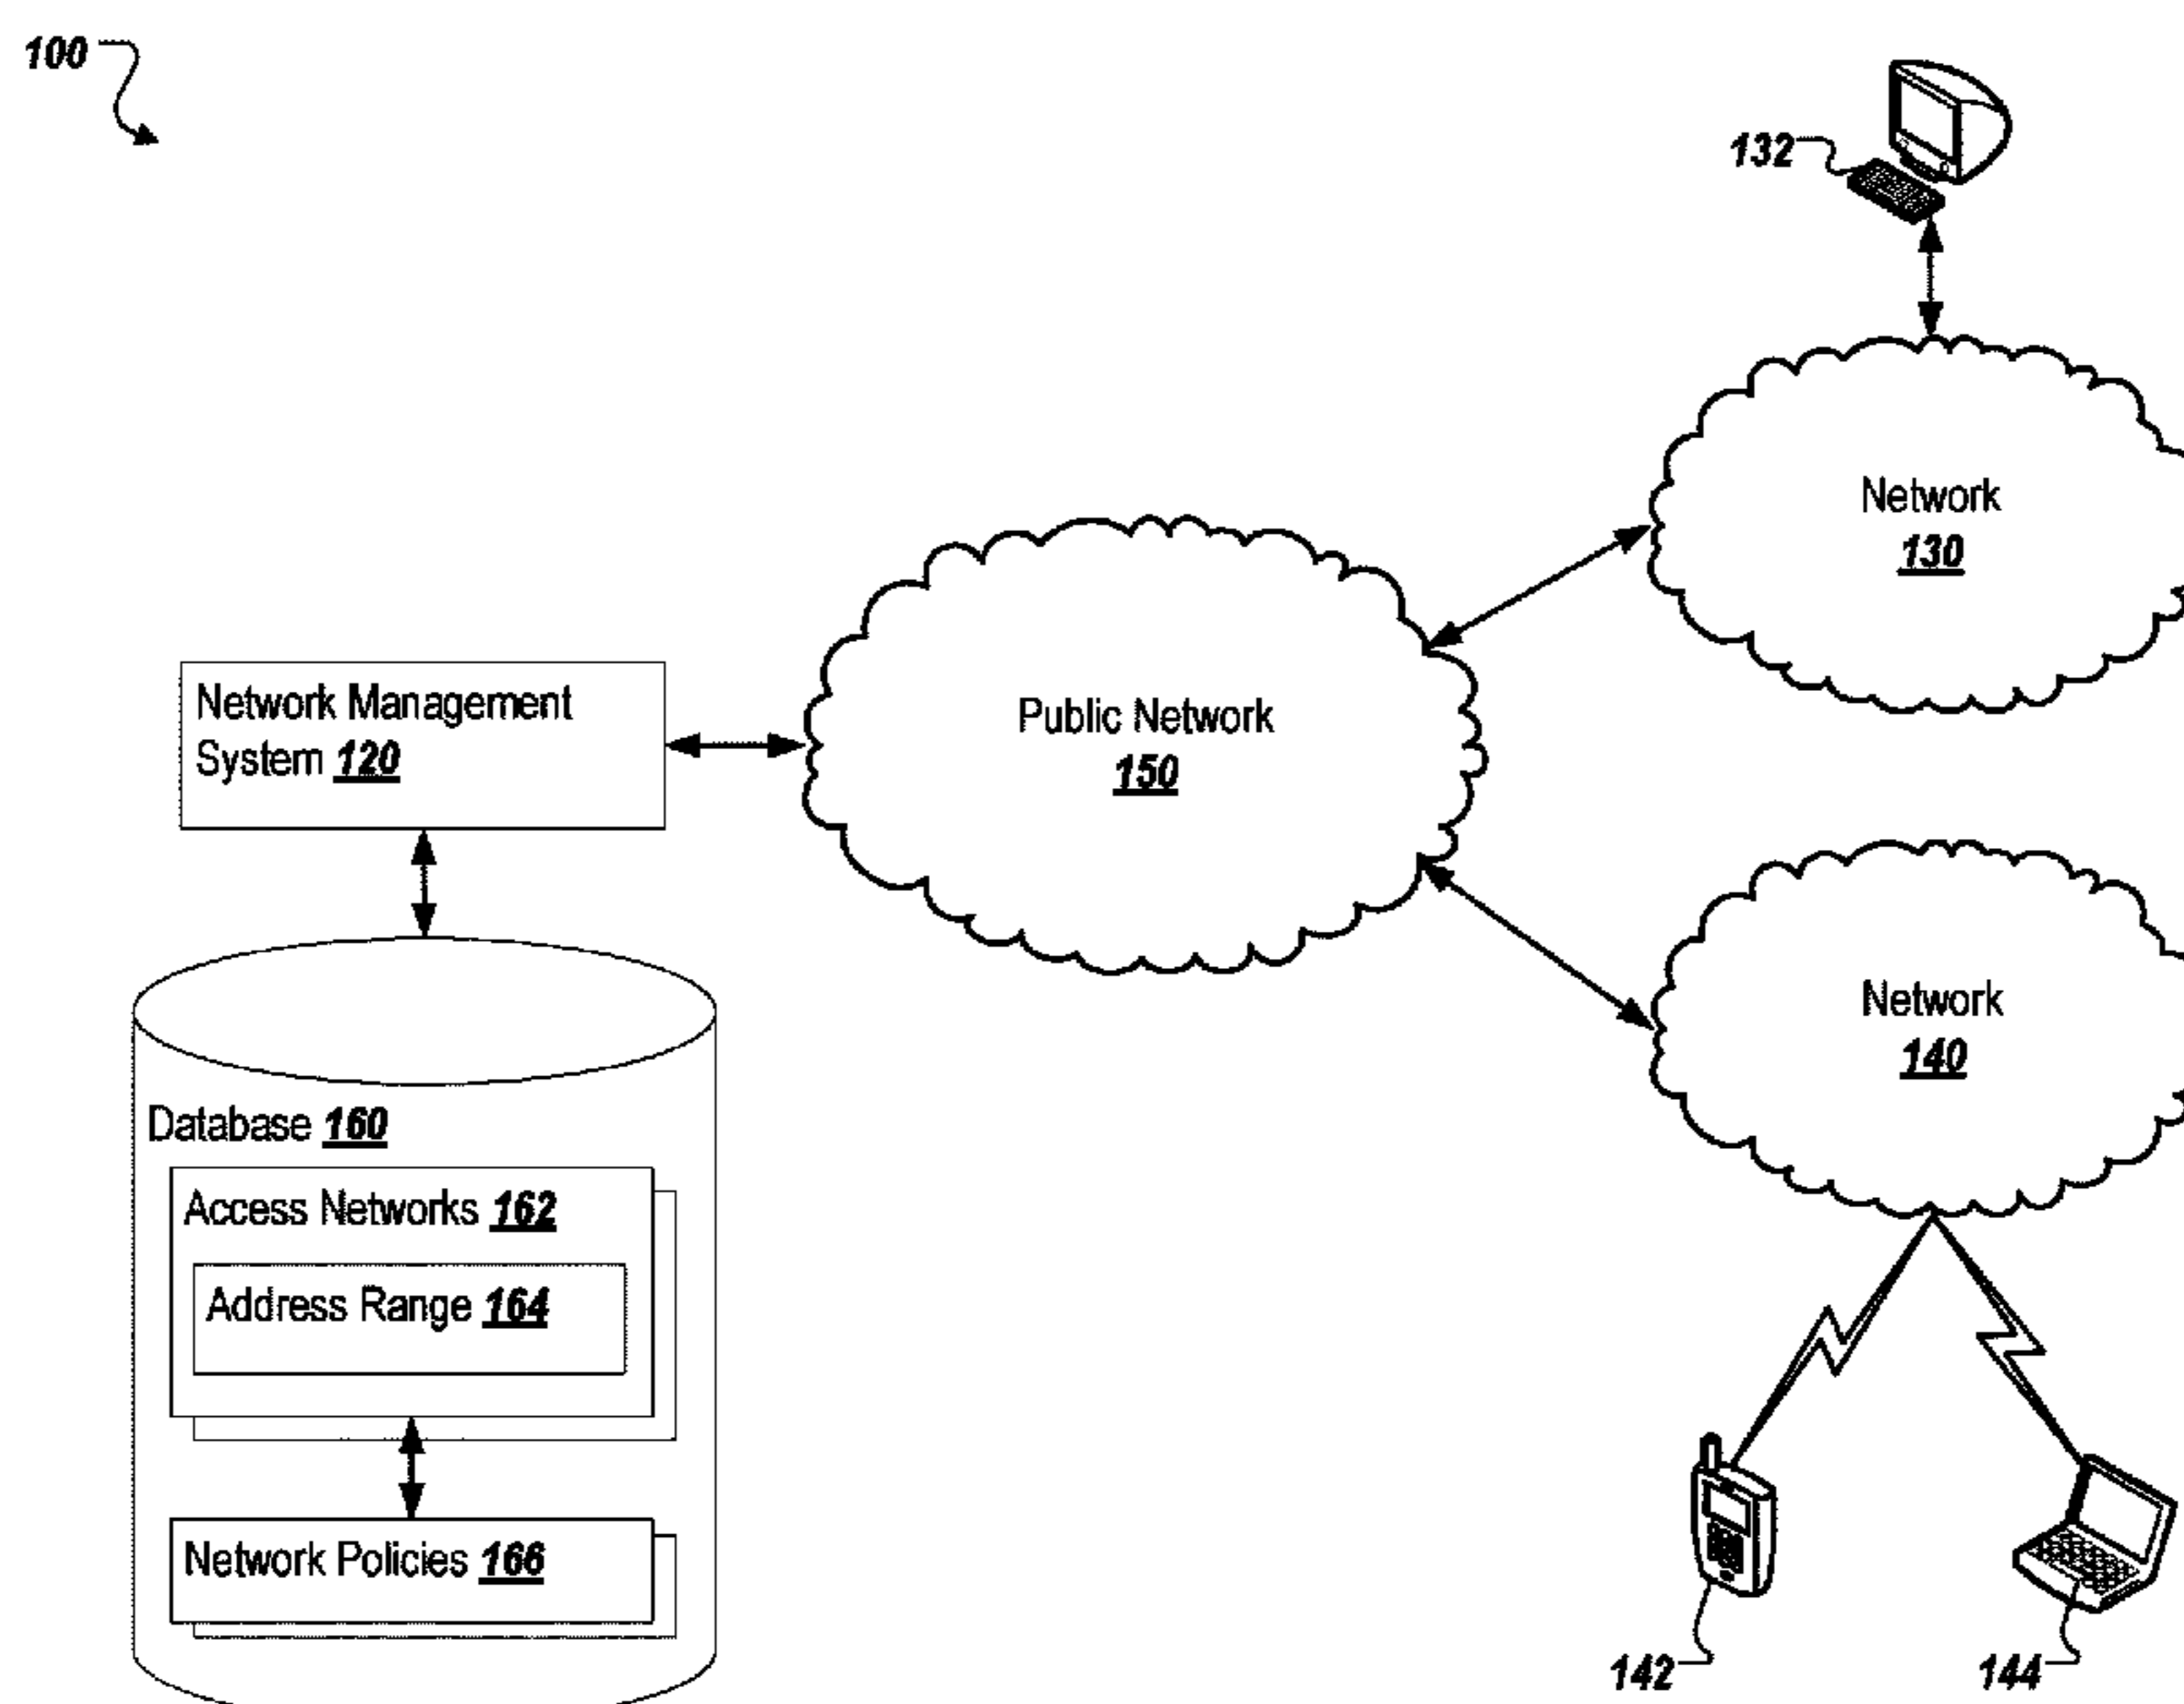 100
132
Network
130
Public Network
150
Network Management
System 120
Network
140
Database 160
Access Networks 162
Address Range 164
Network Policies 166
142
144